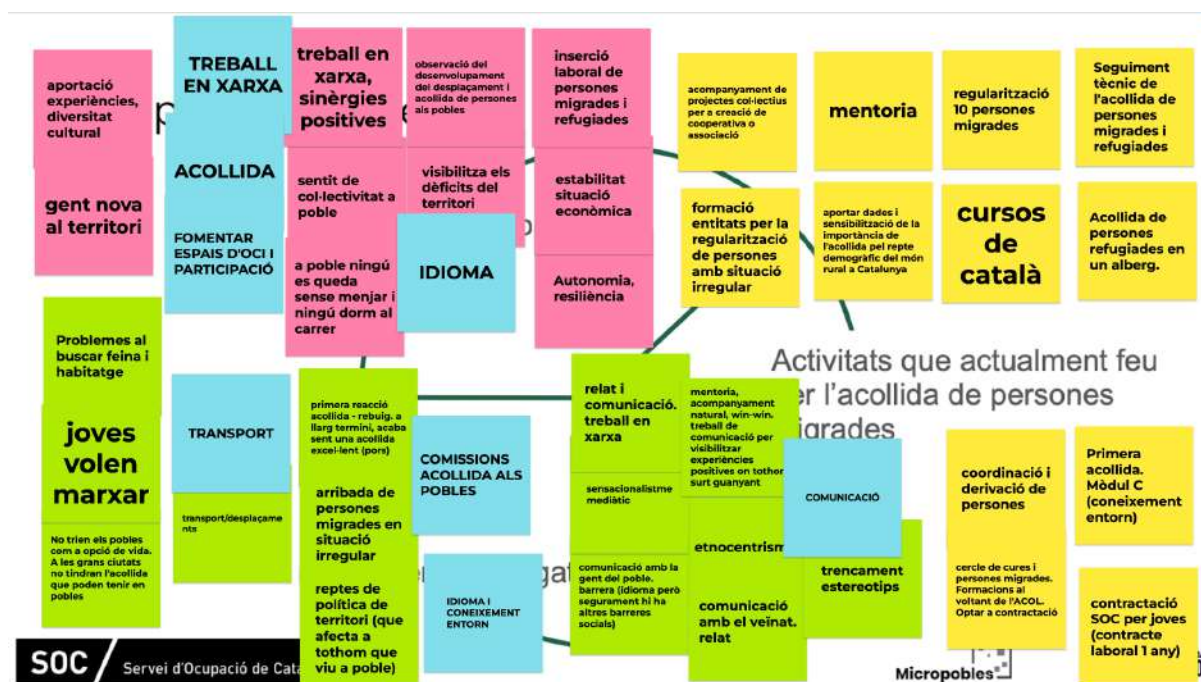 aportació
experiències,
diversitat
cultural
gent nova
al territori
TREBALL
EN XARXA
ACOLLIDA
FOMENTAR
ESPAIS D'OCI I
PARTICIPACIÓ
treball en
xarxa,
sinèrgies
positives
sentit de
col·lectivitat a
poble
a poble ningú
es queda
sense menjar i
ningú dorm al
carrer
observació del
desenvolupament
del desplaçament i
acollida de persones
als pobles
visibilitza els
dèficits del
territori
IDIOMA
inserció
laboral de
persones
migrades i
refugiades
estabilitat
situació
econòmica
Autonomia,
resiliència
acompanyament de
projectes col·lectius
per a creació de
cooperativa o
associació
mentoria
regularització
10 persones
migrades
Seguiment
tècnic de
l'acollida de
persones
migrades i
refugiades
formació
entitats per la
regularització
de persones
amb situació
irregular
aportar dades i
sensibilització de la
importància de
l'acollida pel repte
demogràfic del món
rural a Catalunya
cursos
de
català
Acollida de
persones
refugiades en
un alberg.
Problemes al
buscar feina i
habitatge
joves
volen
marxar
No trien els pobles
com a opció de vida.
A les grans ciutats
no tindran l'acollida
que poden tenir en
pobles
TRANSPORT
transport/desplaçame
nts
primera reacció
acollida - rebuig. a
llarg termini, acaba
sent una acollida
excel·lent (pors)
arribada de
persones
migrades en
situació
irregular
reptes de
política de
territori (que
afecta a
tothom que
viu a poble)
COMISSIONS
ACOLLIDA ALS
POBLES
IDIOMA I
CONEIXEMENT
ENTORN
relat i
comunicació.
treball en
xarxa
sensacionalistme
mediàtic
comunicació amb la
gent del poble.
barrera (idioma però
segurament hi ha
altres barreres
socials)
mentoria,
acompanyament
natural, win-win.
treball de
comunicació per
visibilitzar
experiències
positives on tothom
surt guanyant
etnocentrism
comunicació
amb el veïnat.
relat
COMUNICACIÓ
trencament
estereotips
Activitats que actualment feu
er l'acollida de persones
igrades
coordinació i
derivació de
persones
Primera
acollida.
Mòdul C
(coneixement
entorn)
cercle de cures i
persones migrades.
Formacions al
voltant de l'ACOL.
Optar a contractació
contractació
SOC per joves
(contracte
laboral 1 any)
SOC
Servei d'Ocupació de Cata
Micropobles